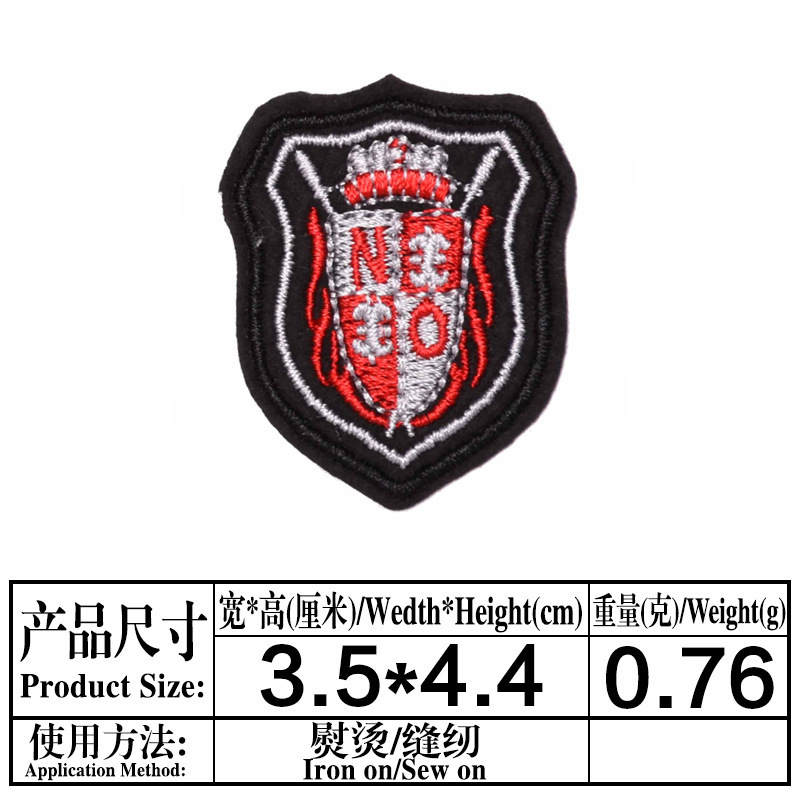 N
O
产品尺寸
Product Size:
宽*高(厘米)/Wedth*Height(cm)
3.5*4.4
重量(克)/Weight(g)
0.76
使用方法:
Application Method:
熨烫/缝纫
Iron on/Sew on